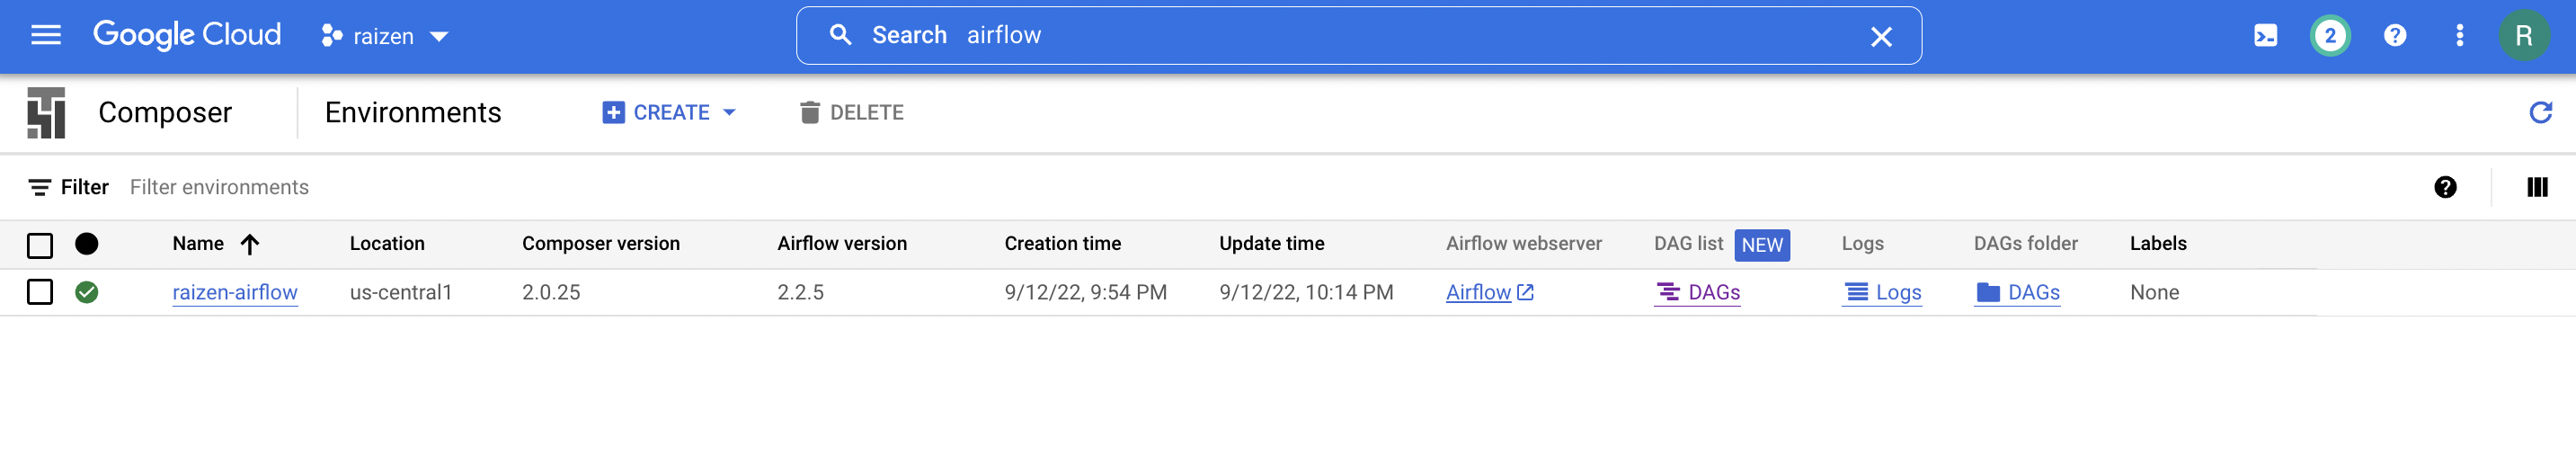 Google Cloud raizen Search airflow 2 R
Composer Environments CREATE DELETE
Filter Filter environments
Name Location Composer version Airflow version Creation time Update time Airflow webserver DAG list NEW Logs DAGs folder Labels
raizen-airflow us-central1 2.0.25 2.2.5 9/12/22, 9:54 PM 9/12/22, 10:14 PM Airflow DAGs Logs DAGs None